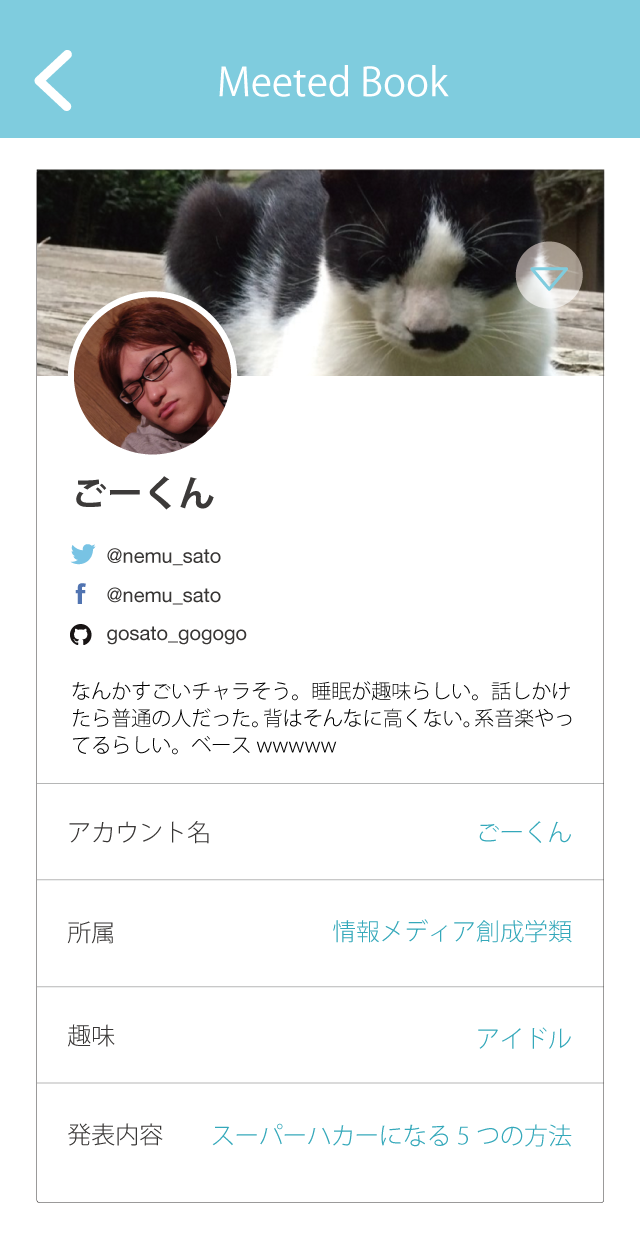 Meeted Book
ごーくん
@nemu_sato
@nemu_sato
gosato_gogogo
なんかすごいチャラそう。睡眠が趣味らしい。話しかけ
たら普通の人だった。背はそんなに高くない。系音楽やっ
てるらしい。ベース wwwww
アカウント名 ごーくん
所属 情報メディア創成学類
趣味 アイドル
発表内容 スーパーハカーになる 5 つの方法